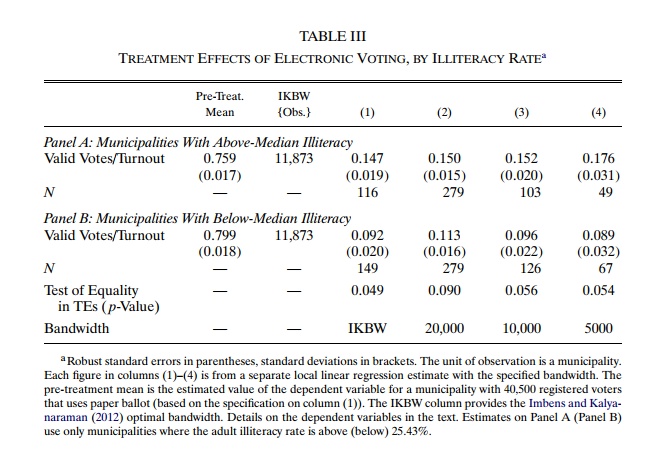 TABLE III
TREATMENT EFFECTS OF ELECTRONIC VOTING, BY ILLITERACY RATEa
Pre-Treat. IKBW
Mean {Obs.} (1) (2) (3) (4)
Panel A: Municipalities With Above-Median Illiteracy
Valid Votes/Turnout 0.759 11,873 0.147 0.150 0.152 0.176
(0.017) (0.019) (0.015) (0.020) (0.031)
N — — 116 279 103 49
Panel B: Municipalities With Below-Median Illiteracy
Valid Votes/Turnout 0.799 11,873 0.092 0.113 0.096 0.089
(0.018) (0.020) (0.016) (0.022) (0.032)
N — — 149 279 126 67
Test of Equality — — 0.049 0.090 0.056 0.054
in TEs (p-Value)
Bandwidth — — IKBW 20,000 10,000 5000
aRobust standard errors in parentheses, standard deviations in brackets. The unit of observation is a municipality.
Each figure in columns (1)–(4) is from a separate local linear regression estimate with the specified bandwidth. The
pre-treatment mean is the estimated value of the dependent variable for a municipality with 40,500 registered voters
that uses paper ballot (based on the specification on column (1)). The IKBW column provides the Imbens and Kalya-
naraman (2012) optimal bandwidth. Details on the dependent variables in the text. Estimates on Panel A (Panel B)
use only municipalities where the adult illiteracy rate is above (below) 25.43%.